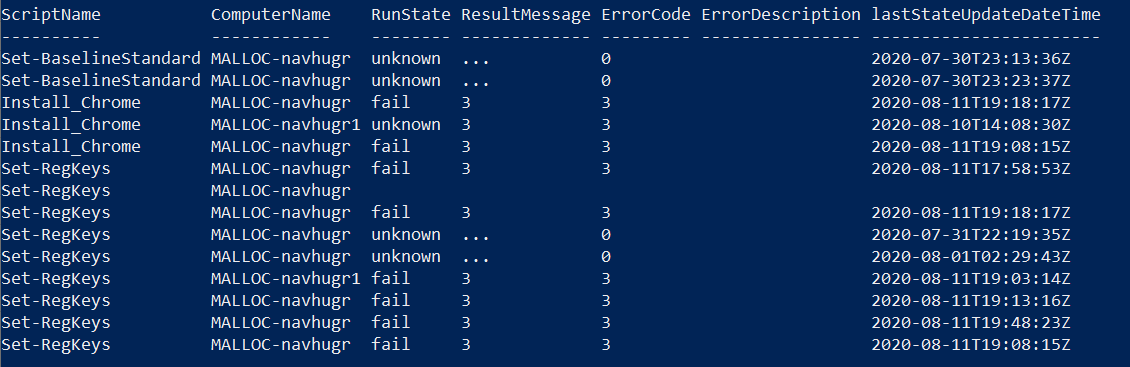 ScriptName          ComputerName    RunState ResultMessage ErrorCode ErrorDescription lastStateUpdateDateTime
----------          ------------    -------- ------------- --------- ---------------- -----------------------
Set-BaselineStandard MALLOC-navhugr  unknown  ...           0                          2020-07-30T23:13:36Z
Set-BaselineStandard MALLOC-navhugr  unknown  ...           0                          2020-07-30T23:23:37Z
Install_Chrome       MALLOC-navhugr  fail     3             3                          2020-08-11T19:18:17Z
Install_Chrome       MALLOC-navhugr1 unknown  3             3                          2020-08-10T14:08:30Z
Install_Chrome       MALLOC-navhugr  fail     3             3                          2020-08-11T19:08:15Z
Set-RegKeys          MALLOC-navhugr  fail     3             3                          2020-08-11T17:58:53Z
Set-RegKeys          MALLOC-navhugr
Set-RegKeys          MALLOC-navhugr  fail     3             3                          2020-08-11T19:18:17Z
Set-RegKeys          MALLOC-navhugr  unknown  ...           0                          2020-07-31T22:19:35Z
Set-RegKeys          MALLOC-navhugr  unknown  ...           0                          2020-08-01T02:29:43Z
Set-RegKeys          MALLOC-navhugr1 fail     3             3                          2020-08-11T19:03:14Z
Set-RegKeys          MALLOC-navhugr  fail     3             3                          2020-08-11T19:13:16Z
Set-RegKeys          MALLOC-navhugr  fail     3             3                          2020-08-11T19:48:23Z
Set-RegKeys          MALLOC-navhugr  fail     3             3                          2020-08-11T19:08:15Z